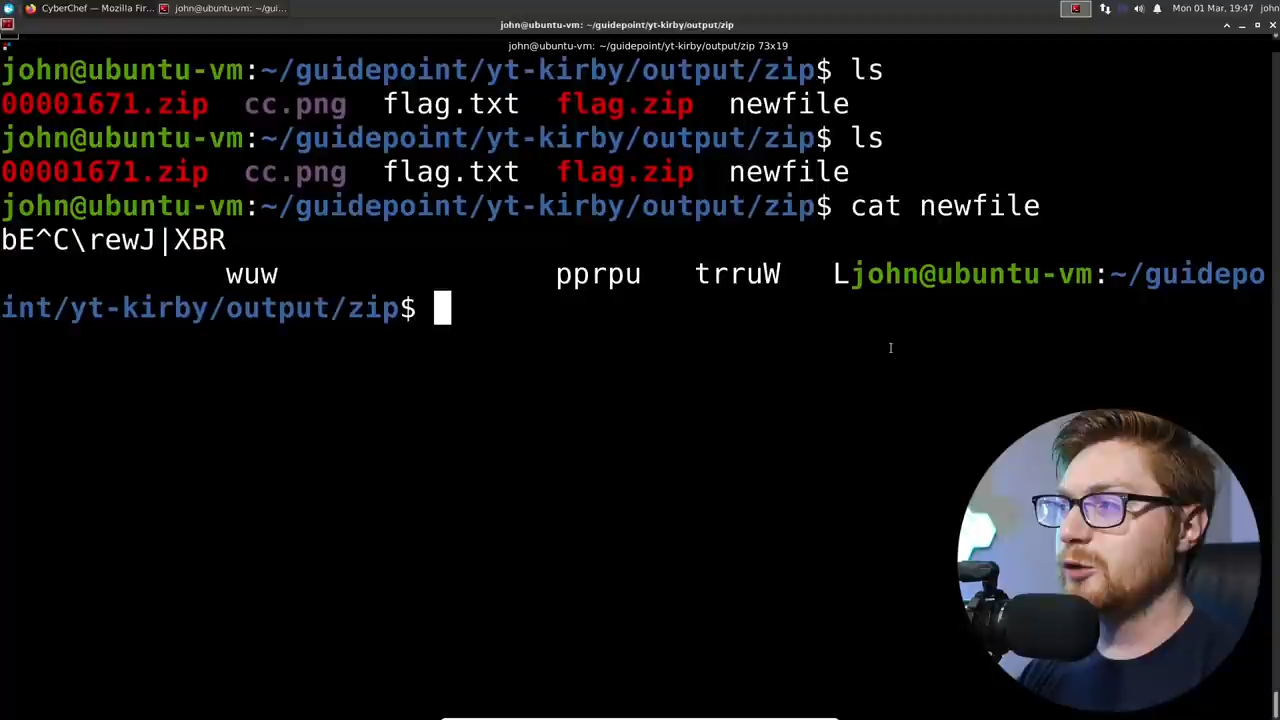 CyberChef — Mozilla Fir... john@ubuntu-vm: ~/gui... Mon 01 Mar, 19:47 john
john@ubuntu-vm: ~/guidepoint/yt-kirby/output/zip
john@ubuntu-vm: ~/guidepoint/yt-kirby/output/zip 73x19
john@ubuntu-vm:~/guidepoint/yt-kirby/output/zip$ ls
00001671.zip cc.png flag.txt flag.zip newfile
john@ubuntu-vm:~/guidepoint/yt-kirby/output/zip$ ls
00001671.zip cc.png flag.txt flag.zip newfile
john@ubuntu-vm:~/guidepoint/yt-kirby/output/zip$ cat newfile
bE^C\rewJ|XBR
wuw pprpu trruW Ljohn@ubuntu-vm:~/guidepo
int/yt-kirby/output/zip$